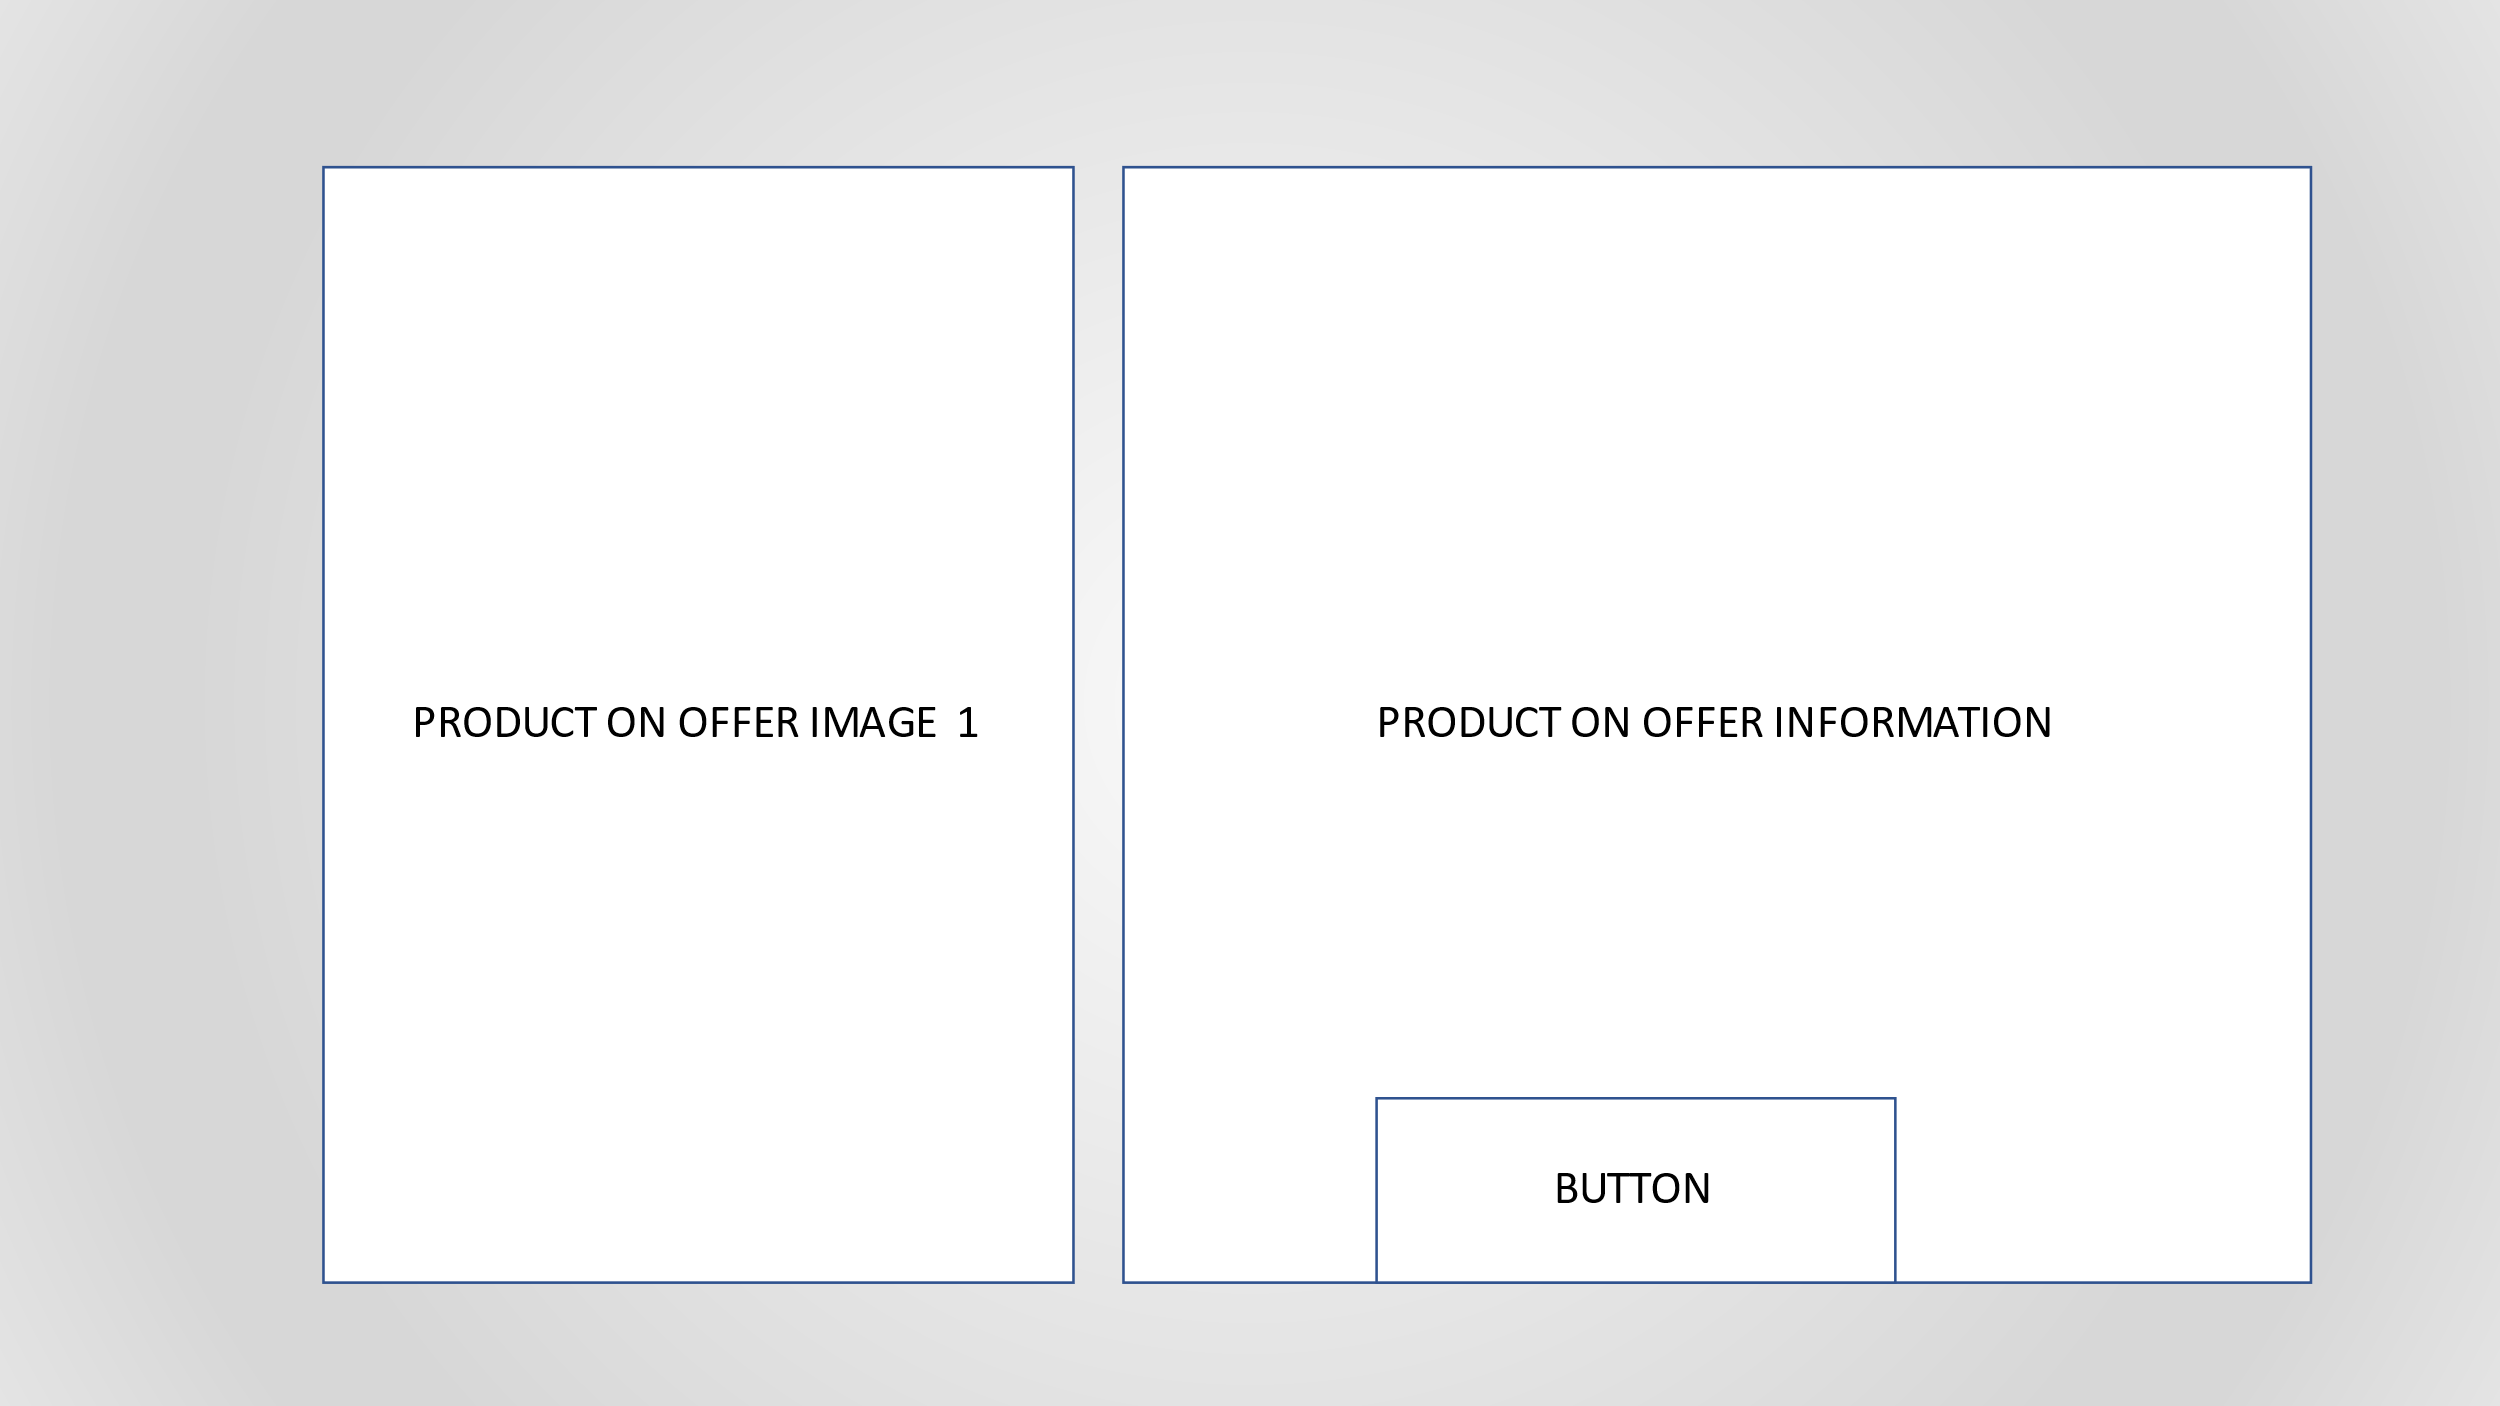 PRODUCT ON OFFER IMAGE 1
PRODUCT ON OFFER INFORMATION
BUTTON